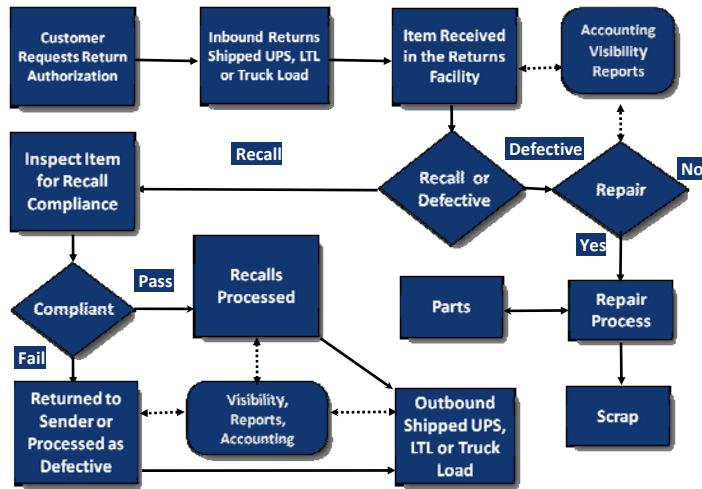 Customer
Requests Return
Authorization
Inbound Returns
Shipped UPS, LTL
or Truck Load
Item Received
in the Returns
Facility
Accounting
Visibility
Reports
Recall
Defective
No
Inspect Item
for Recall
Compliance
Recall or
Defective
Repair
Yes
Compliant
Pass
Recalls
Processed
Parts
Repair
Process
Fail
Returned to
Sender or
Processed as
Defective
Visibility,
Reports,
Accounting
Outbound
Shipped UPS,
LTL or Truck
Load
Scrap